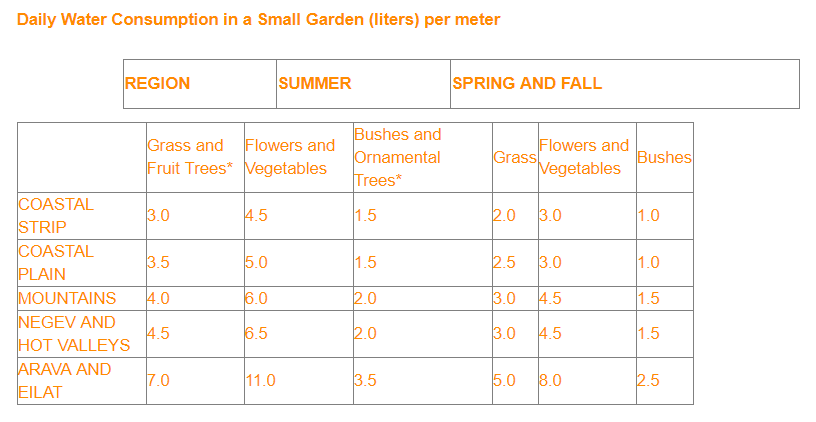 Daily Water Consumption in a Small Garden (liters) per meter
REGION SUMMER SPRING AND FALL
Grass and Fruit Trees* Flowers and Vegetables Bushes and Ornamental Trees* Grass Flowers and Vegetables Bushes
COASTAL STRIP 3.0 4.5 1.5 2.0 3.0 1.0
COASTAL PLAIN 3.5 5.0 1.5 2.5 3.0 1.0
MOUNTAINS 4.0 6.0 2.0 3.0 4.5 1.5
NEGEV AND HOT VALLEYS 4.5 6.5 2.0 3.0 4.5 1.5
ARAVA AND EILAT 7.0 11.0 3.5 5.0 8.0 2.5